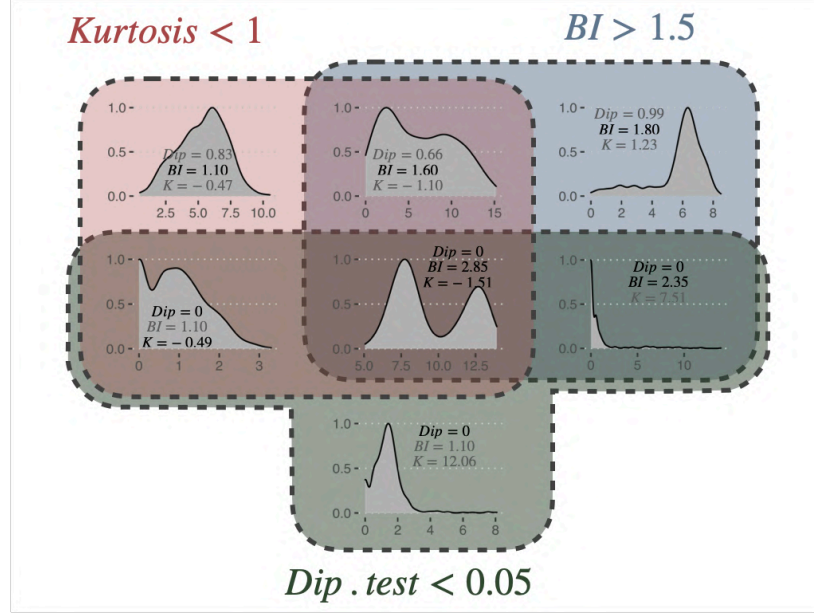 Kurtosis < 1
BI > 1.5
1.0
0.5
0.0
Dip = 0.83
BI = 1.10
K = − 0.47
2.5 5.0 7.5 10.0
1.0
0.5
0.0
Dip = 0.66
BI = 1.60
K = − 1.10
0 5 10 15
1.0
0.5
0.0
Dip = 0.99
BI = 1.80
K = 1.23
0 2 4 6 8
1.0
0.5
0.0
Dip = 0
BI = 1.10
K = − 0.49
0 1 2 3
1.0
0.5
0.0
Dip = 0
BI = 2.85
K = − 1.51
5.0 7.5 10.0 12.5
1.0
0.5
0.0
Dip = 0
BI = 2.35
K = 7.51
0 5 10
1.0
0.5
0.0
Dip = 0
BI = 1.10
K = 12.06
0 2 4 6 8
Dip . test < 0.05